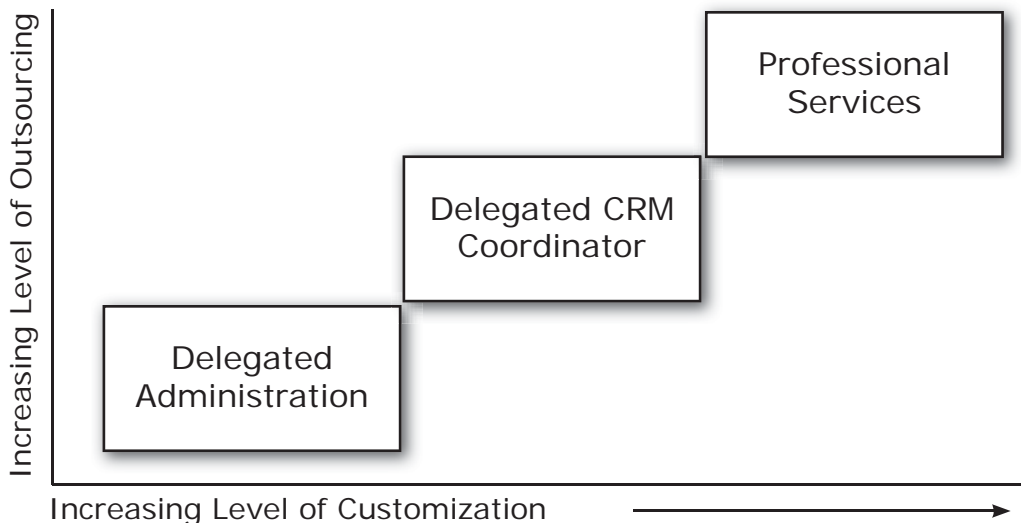 Increasing Level of Outsourcing
Professional
Services
Delegated CRM
Coordinator
Delegated
Administration
Increasing Level of Customization